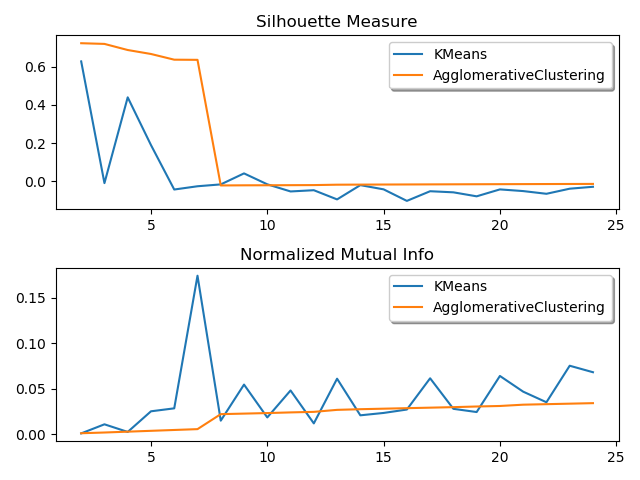 Silhouette Measure
KMeans
AgglomerativeClustering
0.6
0.4
0.2
0.0
5 10 15 20 25
Normalized Mutual Info
KMeans
AgglomerativeClustering
0.15
0.10
0.05
0.00
5 10 15 20 25